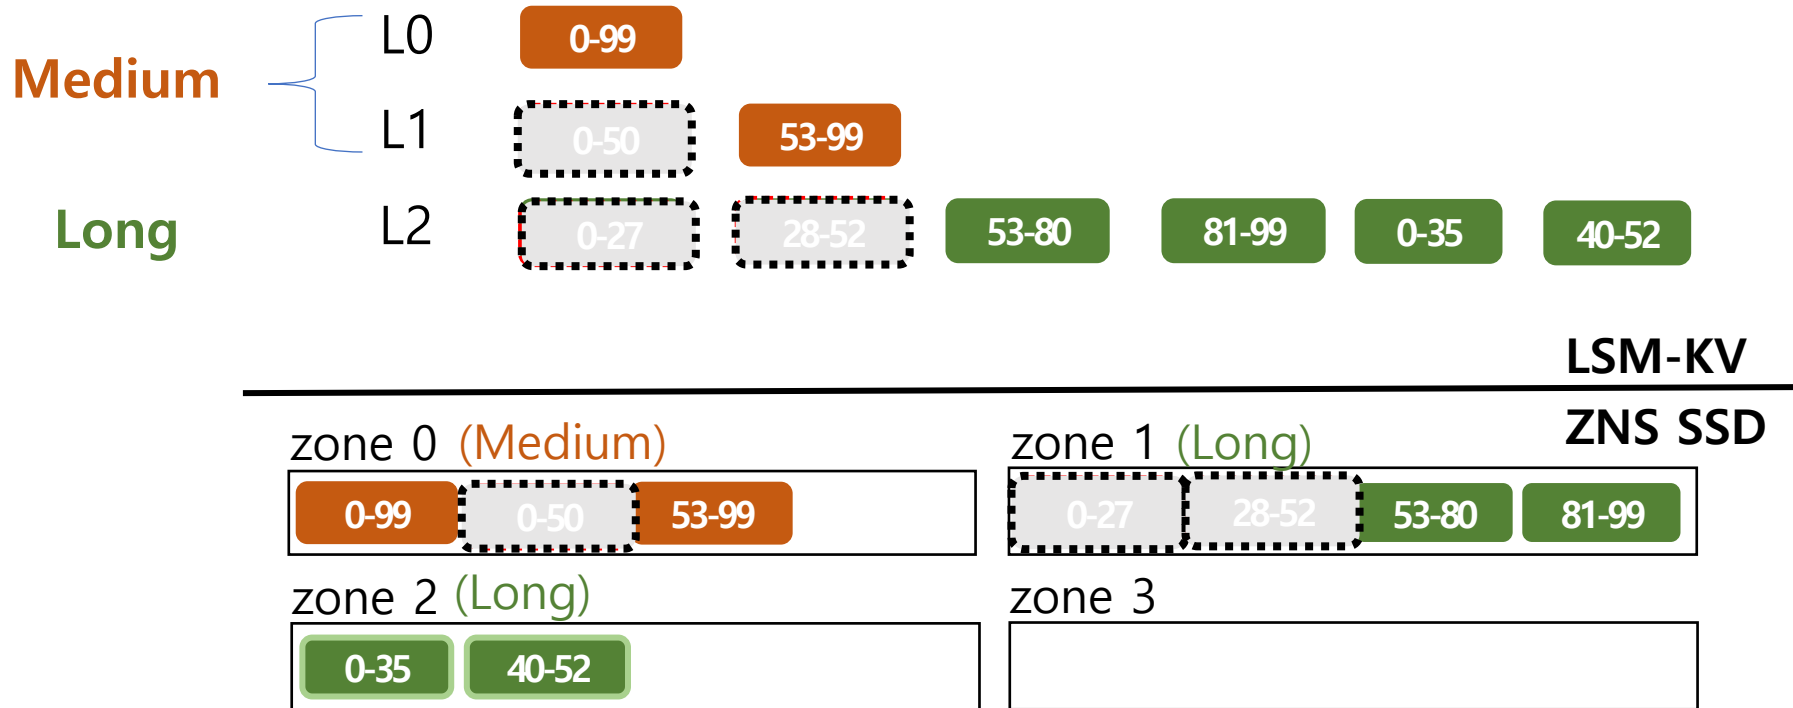 L0 0-99
Medium
L1 0-50 53-99
Long L2 0-27 28-52 53-80 81-99 0-35 40-52
LSM-KV
ZNS SSD
zone 0 (Medium) zone 1 (Long)
0-99 0-50 53-99 0-27 28-52 53-80 81-99
zone 2 (Long) zone 3
0-35 40-52